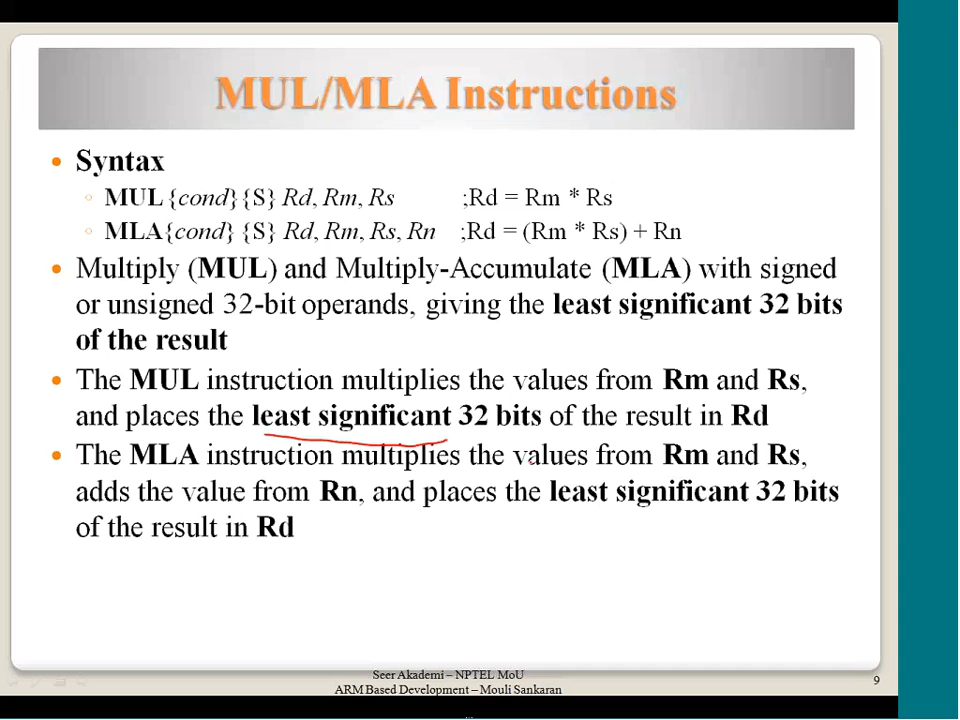 MUL/MLA Instructions
Syntax
MUL{cond}{S} Rd, Rm, Rs ;Rd = Rm * Rs
MLA{cond} {S} Rd, Rm, Rs, Rn ;Rd = (Rm * Rs) + Rn
Multiply (MUL) and Multiply-Accumulate (MLA) with signed
or unsigned 32-bit operands, giving the least significant 32 bits
of the result
The MUL instruction multiplies the values from Rm and Rs,
and places the least significant 32 bits of the result in Rd
The MLA instruction multiplies the values from Rm and Rs,
adds the value from Rn, and places the least significant 32 bits
of the result in Rd
Seer Akademi – NPTEL MoU
ARM Based Development – Mouli Sankaran
9